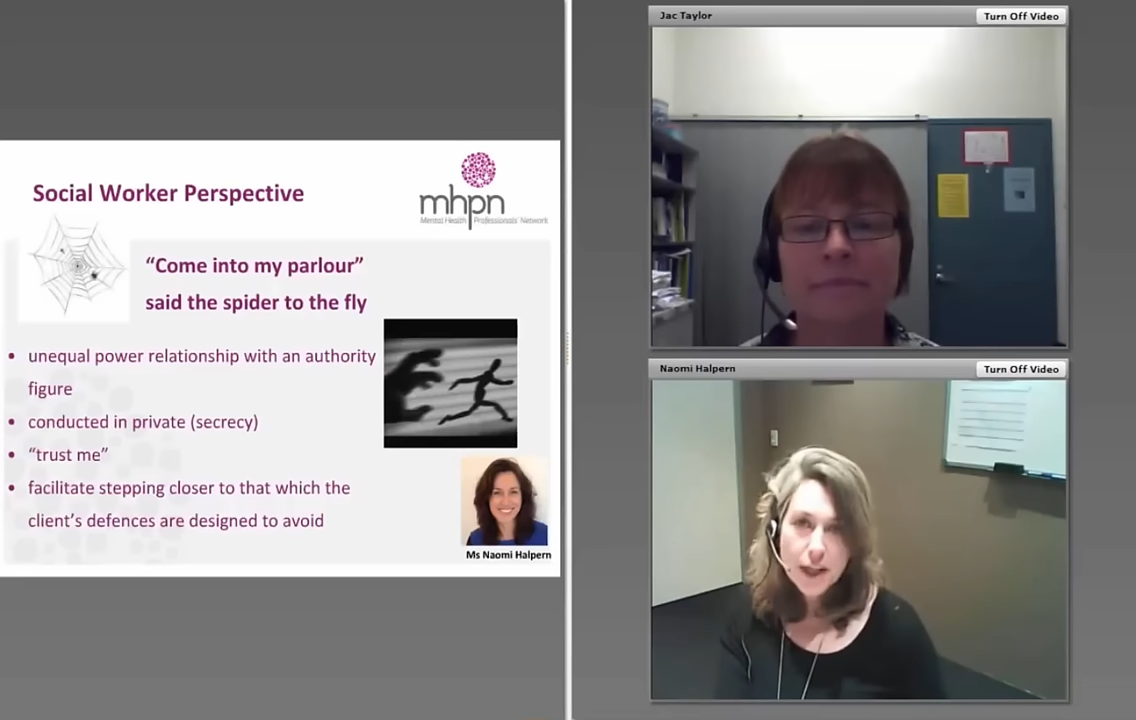 Social Worker Perspective
mhpn
Mental Health Professionals' Network
“Come into my parlour”
said the spider to the fly
• unequal power relationship with an authority
figure
• conducted in private (secrecy)
• “trust me”
• facilitate stepping closer to that which the
client’s defences are designed to avoid
Ms Naomi Halpern
Jac Taylor
Turn Off Video
Naomi Halpern
Turn Off Video